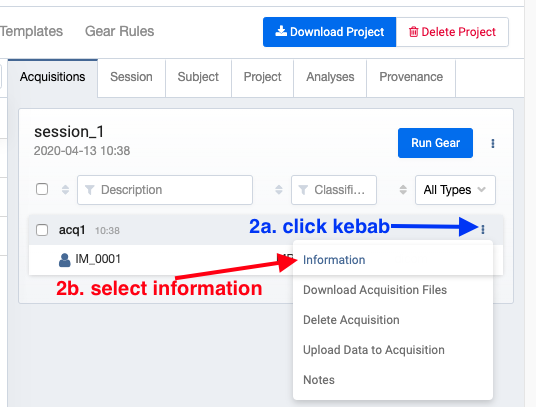 Templates Gear Rules Download Project Delete Project
Acquisitions Session Subject Project Analyses Provenance
session_1
2020-04-13 10:38
Run Gear
Description Classifi... All Types
acq1 10:38 2a. click kebab
IM_0001
2b. select information
Information
Download Acquisition Files
Delete Acquisition
Upload Data to Acquisition
Notes